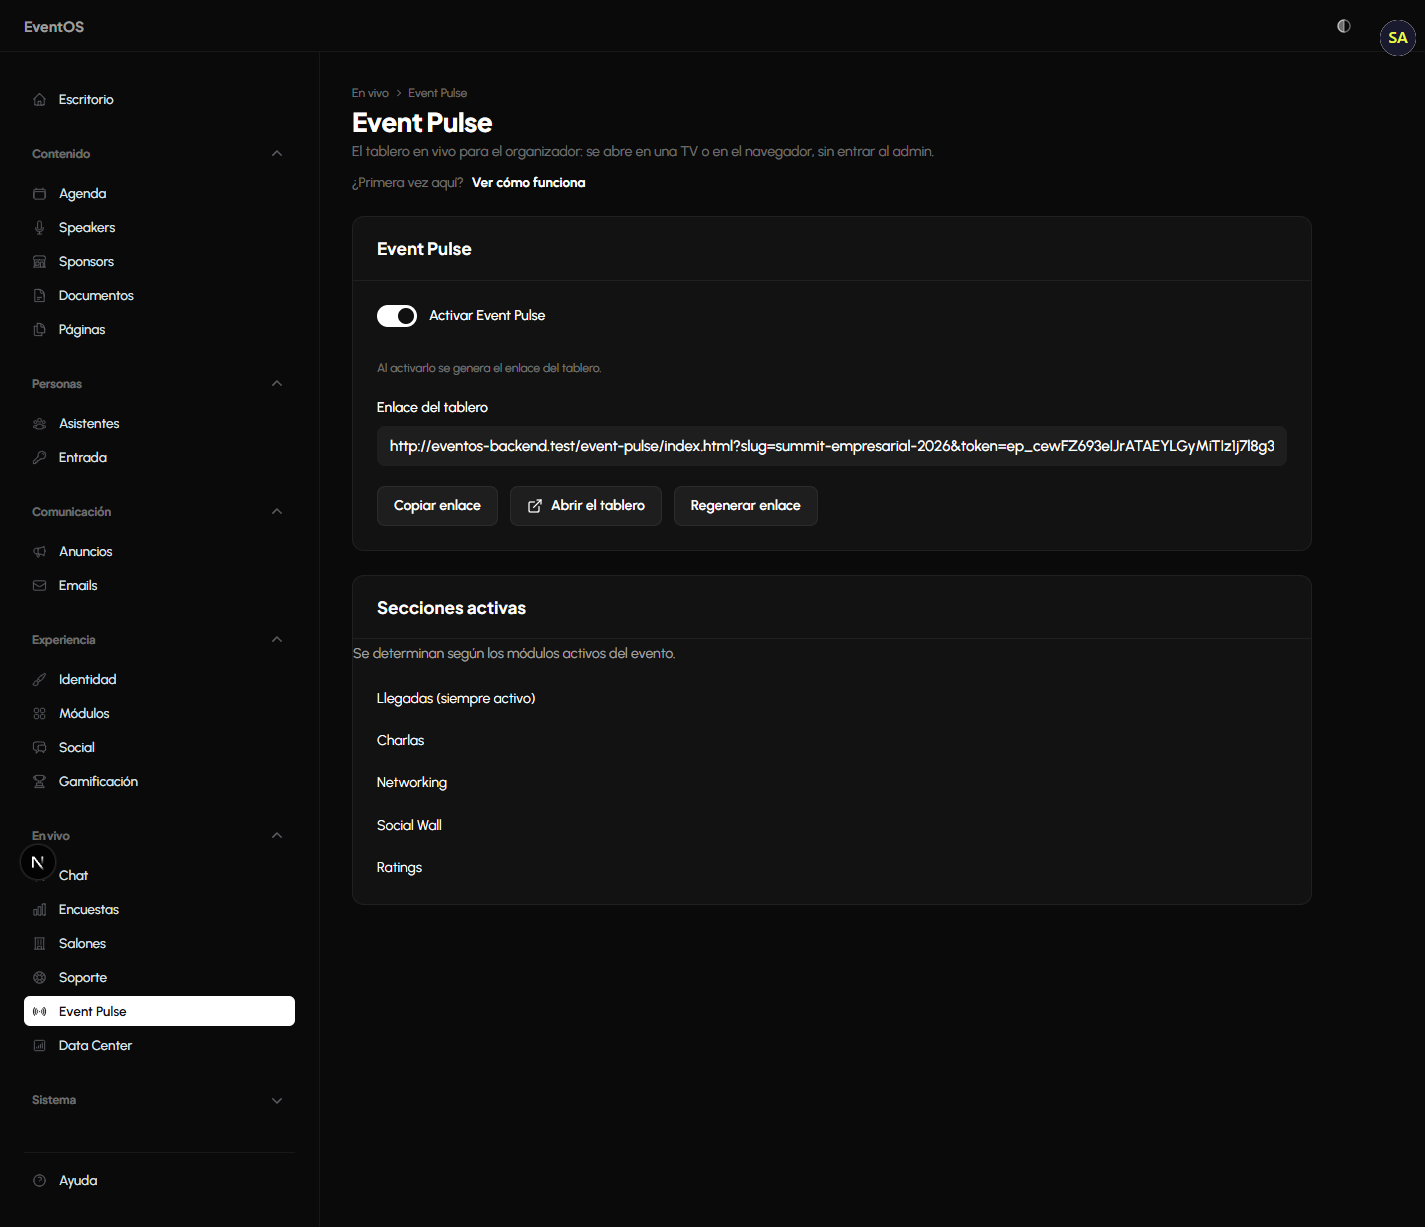 EventOS
SA
Escritorio
Contenido
Agenda
Speakers
Sponsors
Documentos
Páginas
Personas
Asistentes
Entrada
Comunicación
Anuncios
Emails
Experiencia
Identidad
Módulos
Social
Gamificación
En vivo
N
Chat
Encuestas
Salones
Soporte
Event Pulse
Data Center
Sistema
Ayuda
En vivo > Event Pulse
Event Pulse
El tablero en vivo para el organizador: se abre en una TV o en el navegador, sin entrar al admin.
¿Primera vez aquí? Ver cómo funciona
Event Pulse
Activar Event Pulse
Al activarlo se genera el enlace del tablero.
Enlace del tablero
http://eventos-backend.test/event-pulse/index.html?slug=summit-empresarial-2026&token=
Copiar enlace
Abrir el tablero
Regenerar enlace
Secciones activas
Se determinan según los módulos activos del evento.
Llegadas (siempre activo)
Charlas
Networking
Social Wall
Ratings